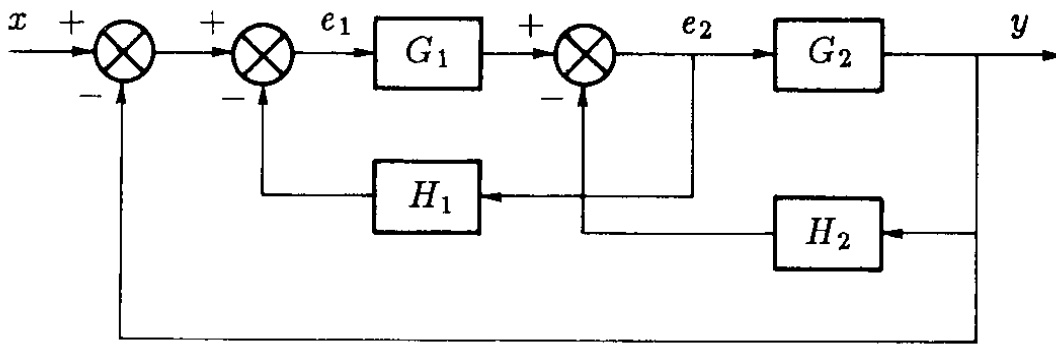 x + + e₁ G₁ + e₂ G₂ y
− − −
H₁
H₂